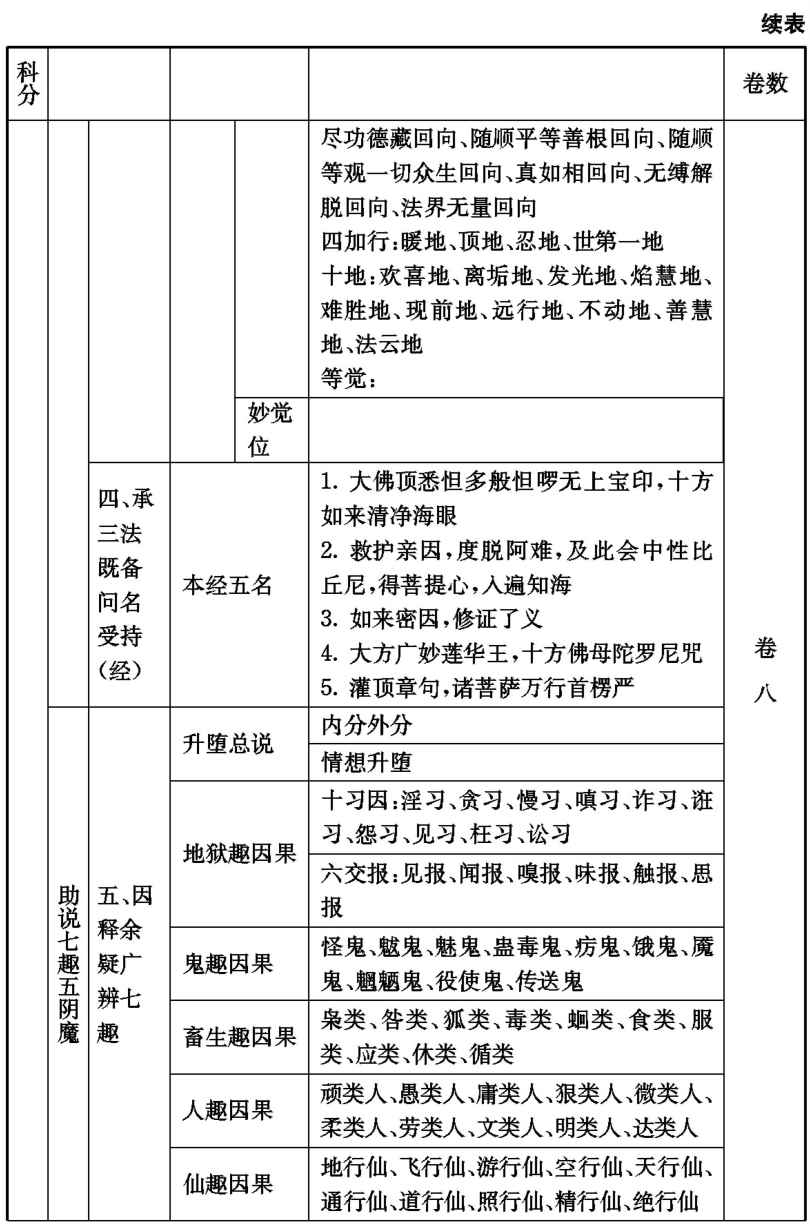 续表
科
分
卷数
尽功德藏回向、随顺平等善根回向、随顺
等观一切众生回向、真如相回向、无缚解
脱回向、法界无量回向
四加行:暖地、顶地、忍地、世第一地
十地:欢喜地、离垢地、发光地、焰慧地、
难胜地、现前地、远行地、不动地、善慧
地、法云地
等觉:
妙觉
位
四、承
三法
既备
问名
受持
(经)
本经五名
1. 大佛顶悉怛多般怛啰无上宝印,十方
如来清净海眼
2. 救护亲因,度脱阿难,及此会中性比
丘尼,得菩提心,入遍知海
3. 如来密因,修证了义
4. 大方广妙莲华王,十方佛母陀罗尼咒
5. 灌顶章句,诸菩萨万行首楞严
卷
八
助说七趣五阴魔
五、因
释余
疑广
辨七
趣
升堕总说
内分外分
情想升堕
地狱趣因果
十习因:淫习、贪习、慢习、嗔习、诈习、诳
习、怨习、见习、枉习、讼习
六交报:见报、闻报、嗅报、味报、触报、思
报
鬼趣因果
怪鬼、魃鬼、魅鬼、蛊毒鬼、疠鬼、饿鬼、魇
鬼、魍魉鬼、役使鬼、传送鬼
畜生趣因果
枭类、咎类、狐类、毒类、蛔类、食类、服
类、应类、休类、循类
人趣因果
顽类人、愚类人、庸类人、狠类人、微类人、
柔类人、劳类人、文类人、明类人、达类人
仙趣因果
地行仙、飞行仙、游行仙、空行仙、天行仙、
通行仙、道行仙、照行仙、精行仙、绝行仙